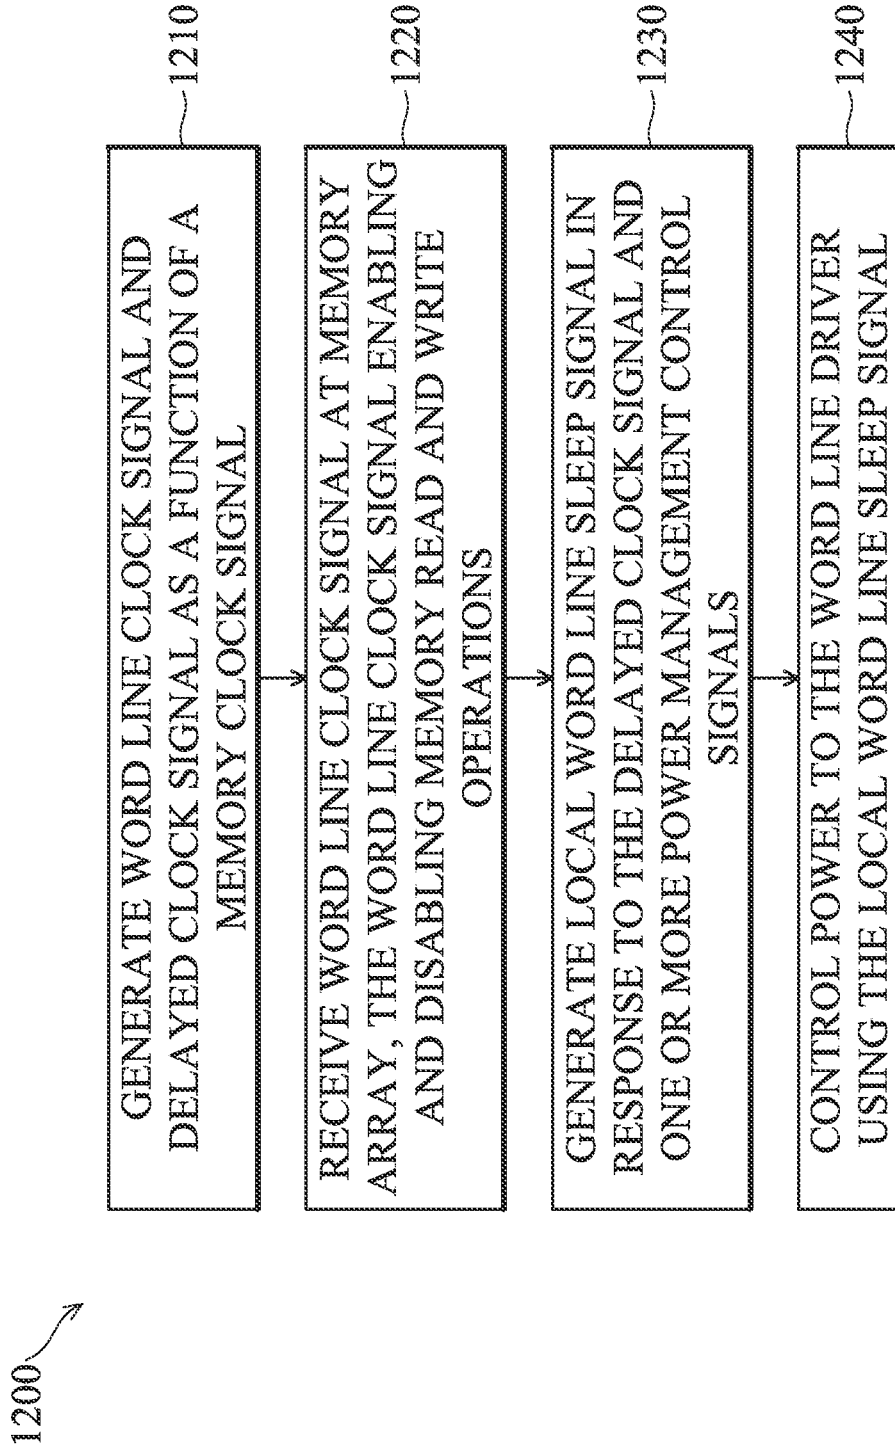 1200
GENERATE WORD LINE CLOCK SIGNAL AND
DELAYED CLOCK SIGNAL AS A FUNCTION OF A
MEMORY CLOCK SIGNAL
1210
RECEIVE WORD LINE CLOCK SIGNAL AT MEMORY
ARRAY, THE WORD LINE CLOCK SIGNAL ENABLING
AND DISABLING MEMORY READ AND WRITE
OPERATIONS
1220
GENERATE LOCAL WORD LINE SLEEP SIGNAL IN
RESPONSE TO THE DELAYED CLOCK SIGNAL AND
ONE OR MORE POWER MANAGEMENT CONTROL
SIGNALS
1230
CONTROL POWER TO THE WORD LINE DRIVER
USING THE LOCAL WORD LINE SLEEP SIGNAL
1240